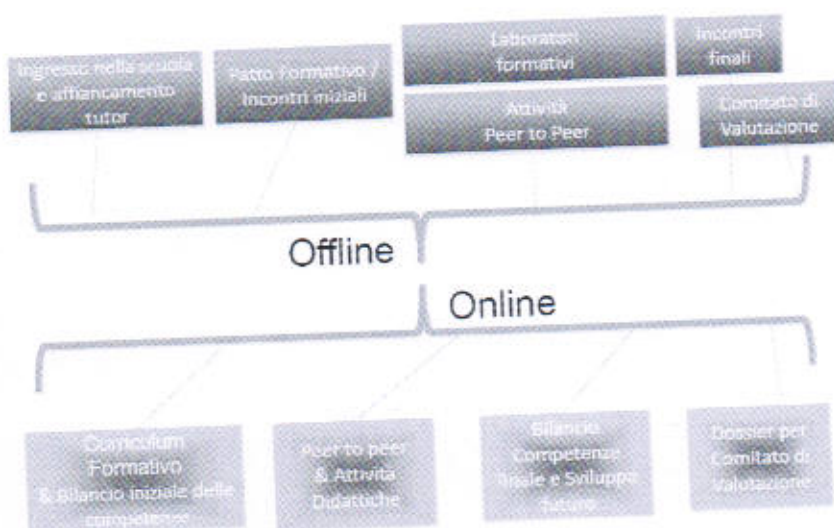 Ingresso nella scuola
e affiancamento
tutor
Patto Formativo /
Incontri iniziali
Laboratori
formativi
Attività
Peer to Peer
Incontri
finali
Comitato di
Valutazione
Offline
Online
Curriculum
Formativo
& Bilancio iniziale delle
competenze
Peer to peer
& Attività
Didattiche
Bilancio
Competenze
finale e Sviluppo
futuro
Dossier per
Comitato di
Valutazione